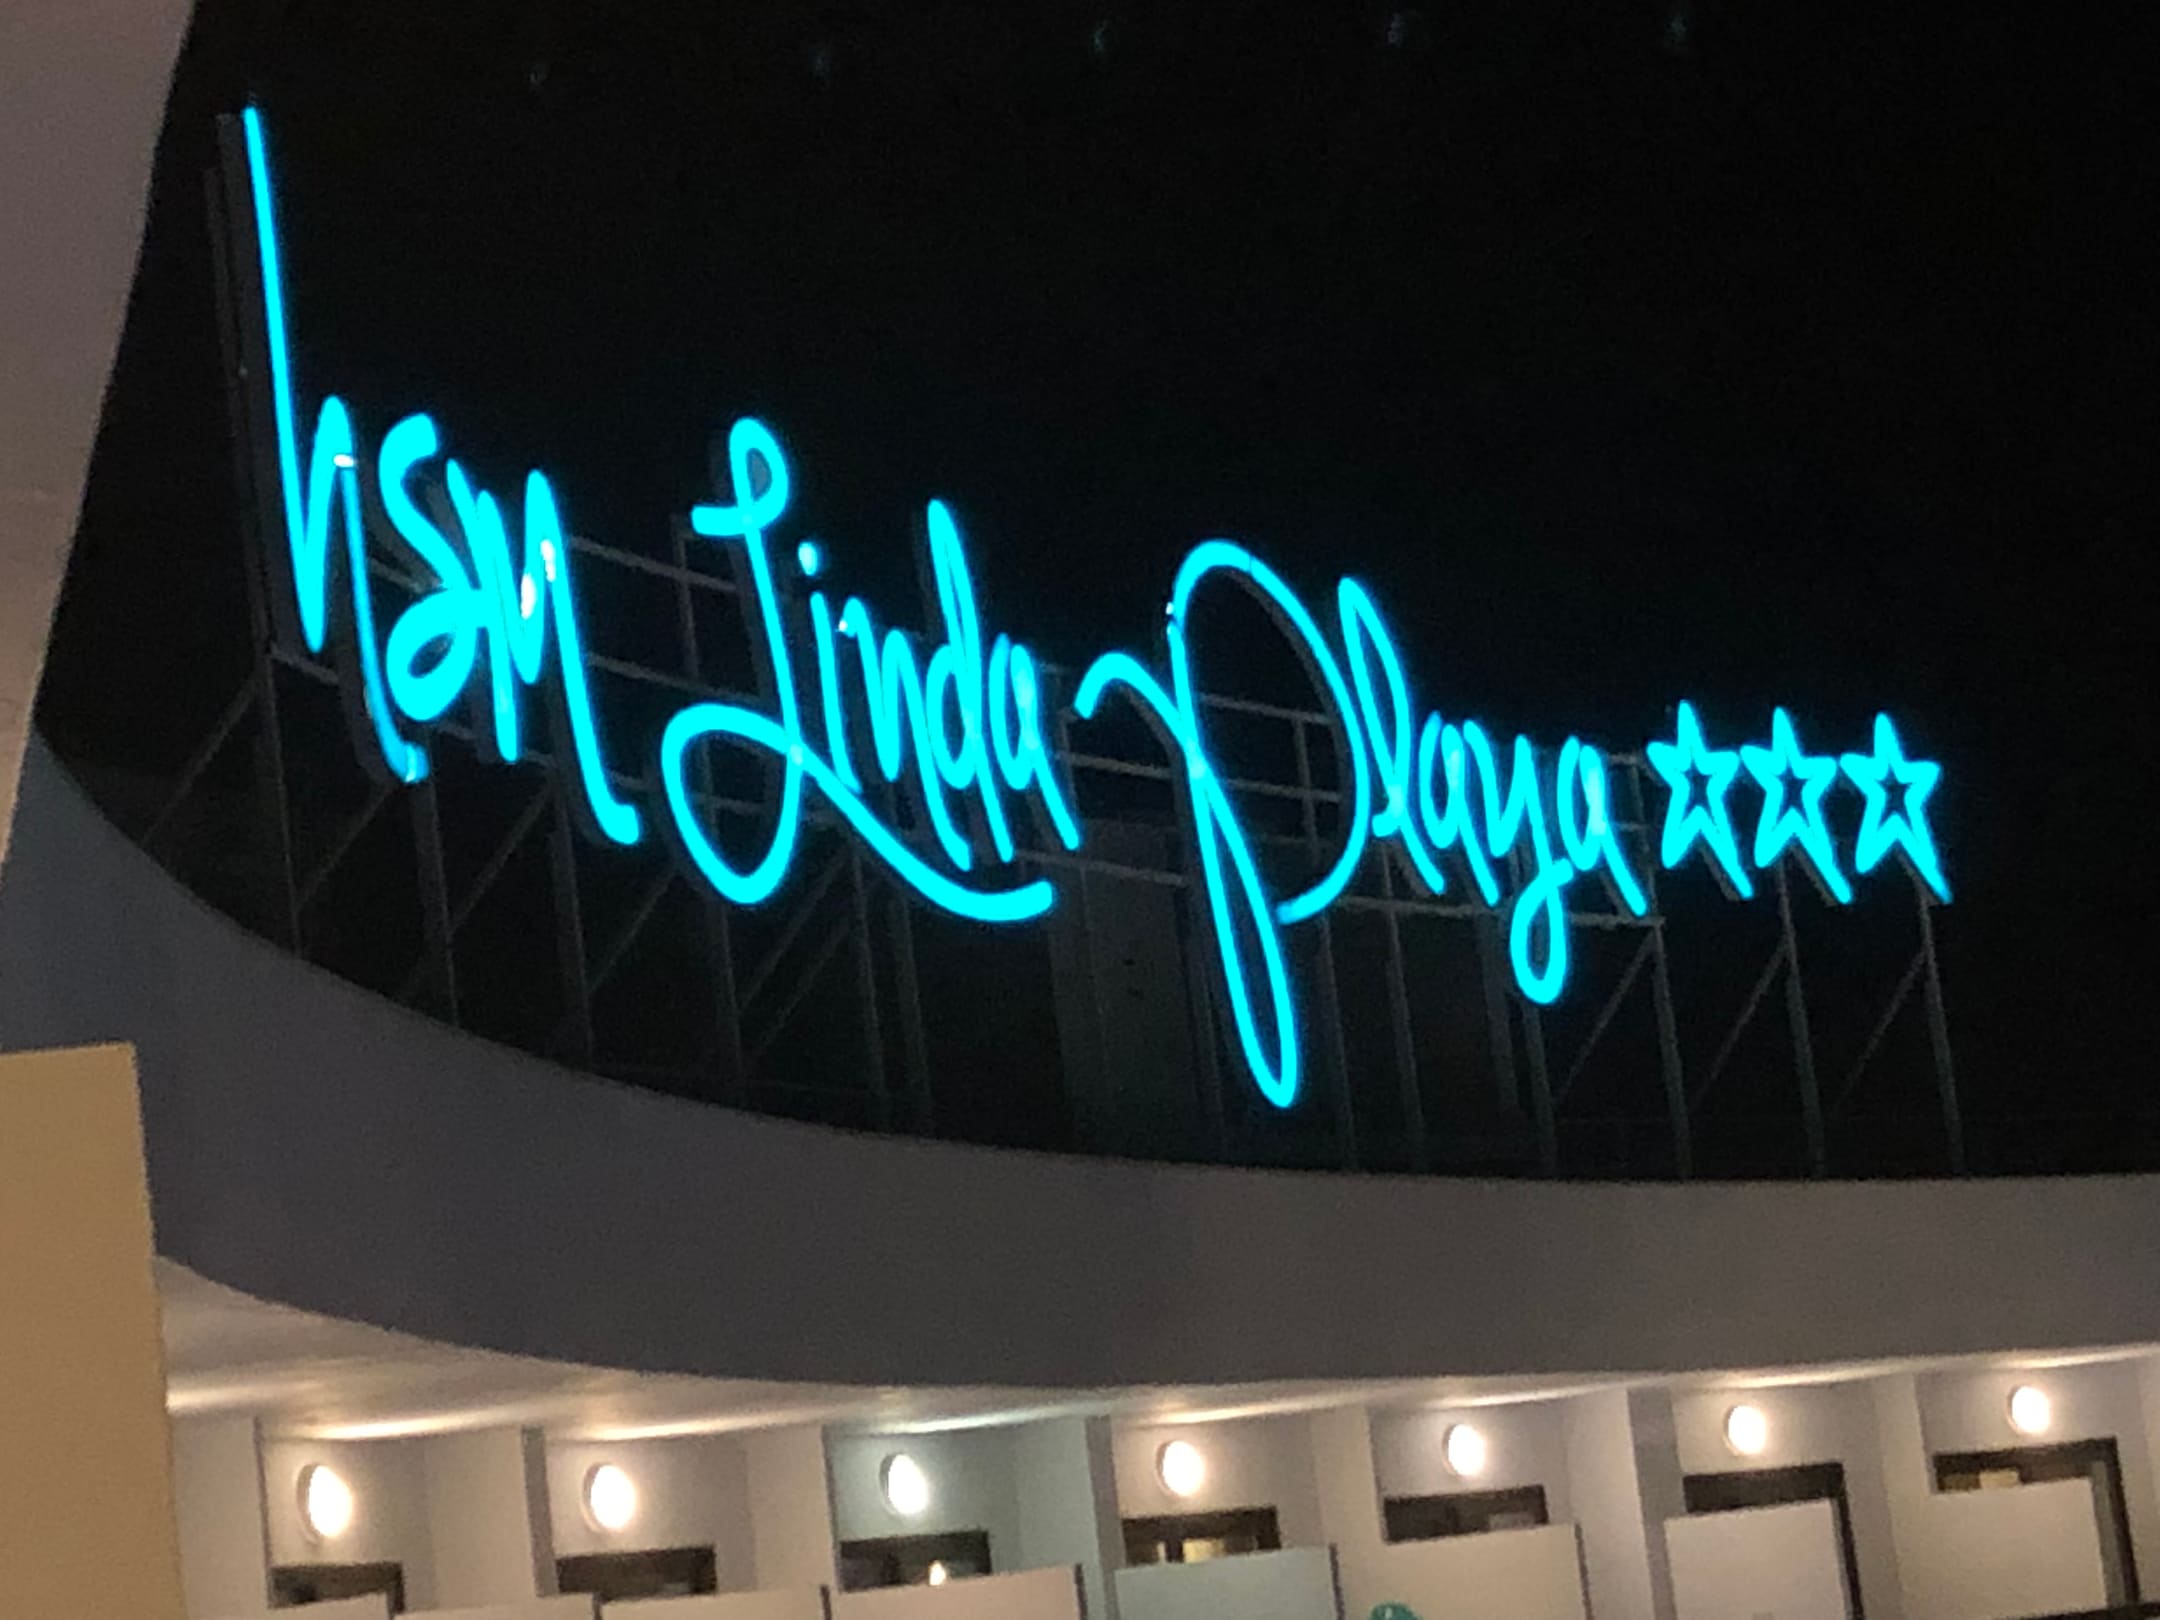 hsm Linda Playa ☆☆☆